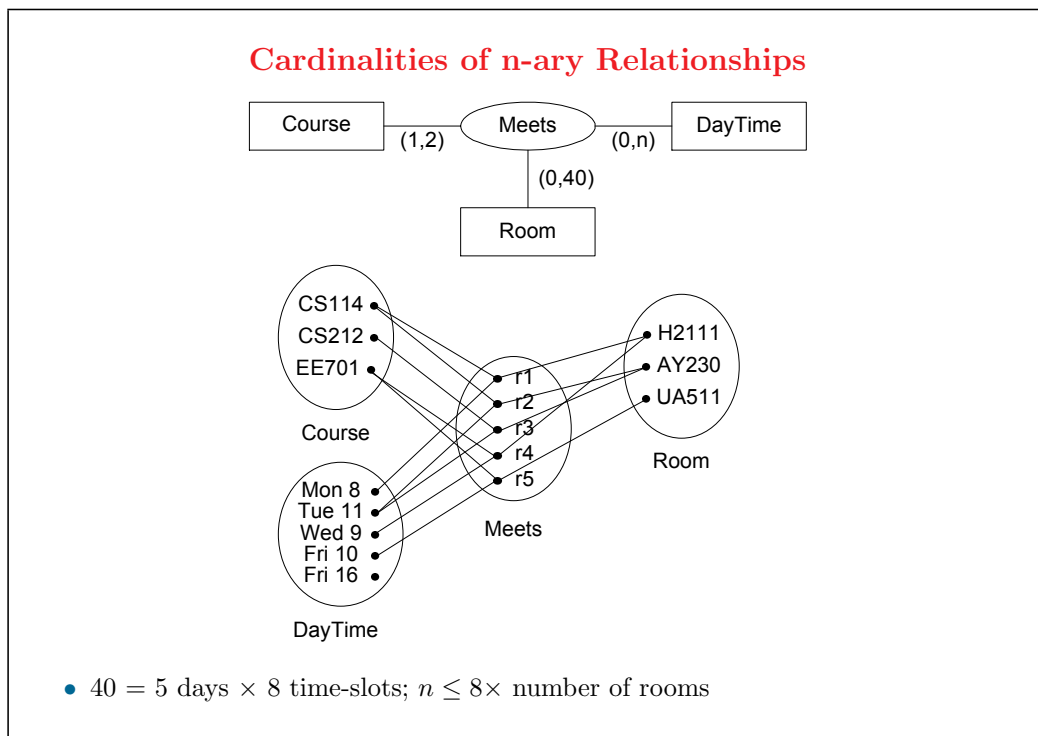 Cardinalities of n-ary Relationships
Course
Meets
DayTime
(1,2)
(0,n)
(0,40)
Room
CS114
CS212
EE701
Course
H2111
AY230
UA511
Room
r1
r2
r3
r4
r5
Meets
Mon 8
Tue 11
Wed 9
Fri 10
Fri 16
DayTime
• 40 = 5 days × 8 time-slots; n ≤ 8× number of rooms